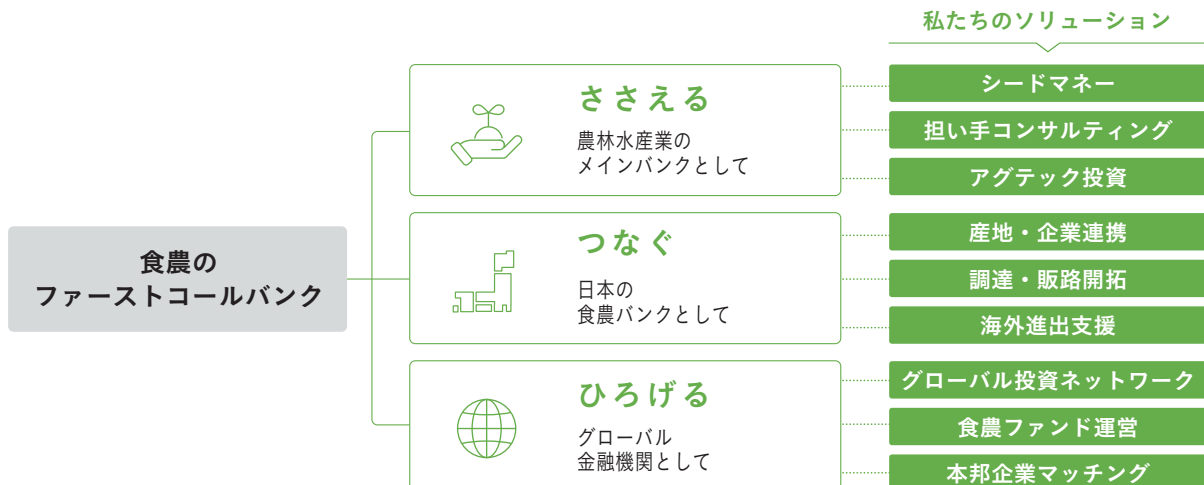 私たちのソリューション
食農の
ファーストコールバンク
ささえる
農林水産業の
メインバンクとして
シードマネー
担い手コンサルティング
アグテック投資
つなぐ
日本の
食農バンクとして
産地・企業連携
調達・販路開拓
海外進出支援
ひろげる
グローバル
金融機関として
グローバル投資ネットワーク
食農ファンド運営
本邦企業マッチング